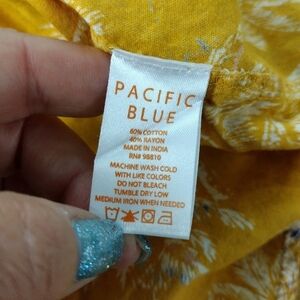 PACIFIC
BLUE
60% COTTON
40% RAYON
MADE IN INDIA
RN# 98810
MACHINE WASH COLD
WITH LIKE COLORS
DO NOT BLEACH
TUMBLE DRY LOW
MEDIUM IRON WHEN NEEDED